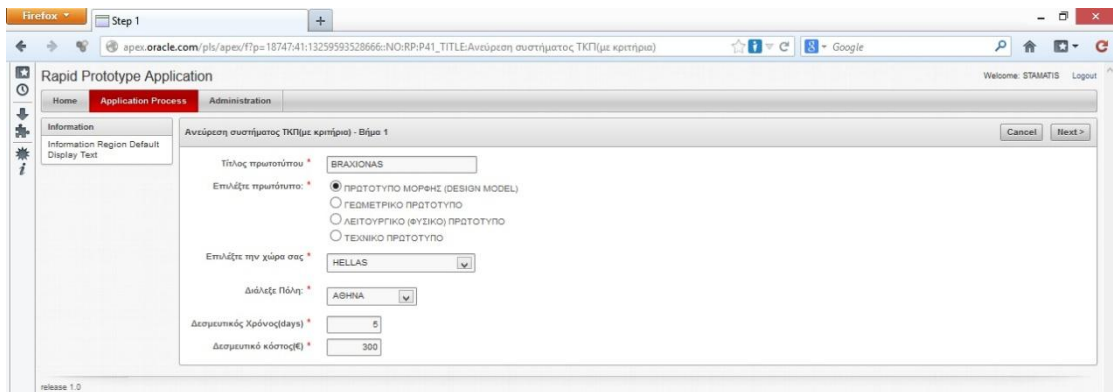 Firefox
Step 1
apex.oracle.com/pls/apex/f?p=18747:41:13259593528666::NO:RP:P41_TITLE:Ανεύρεση συστήματος ΤΚΠ(με κριτήρια)
Google
Rapid Prototype Application
Welcome: STAMATIS Logout
Home Application Process Administration
Information
Information Region Default Display Text
Ανεύρεση συστήματος ΤΚΠ(με κριτήρια) - Βήμα 1
Cancel Next >
Τίτλος πρωτοτύπου * BRAXIONAS
Επιλέξτε πρωτότυπο: * ΠΡΩΤΟΤΥΠΟ ΜΟΡΦΗΣ (DESIGN MODEL)
ΓΕΩΜΕΤΡΙΚΟ ΠΡΩΤΟΤΥΠΟ
ΛΕΙΤΟΥΡΓΙΚΟ (ΦΥΣΙΚΟ) ΠΡΩΤΟΤΥΠΟ
ΤΕΧΝΙΚΟ ΠΡΩΤΟΤΥΠΟ
Επιλέξτε την χώρα σας * HELLAS
Διάλεξε Πόλη: * ΑΘΗΝΑ
Δεσμευτικός Χρόνος(days) * 5
Δεσμευτικό κόστος(€) * 300
release 1.0